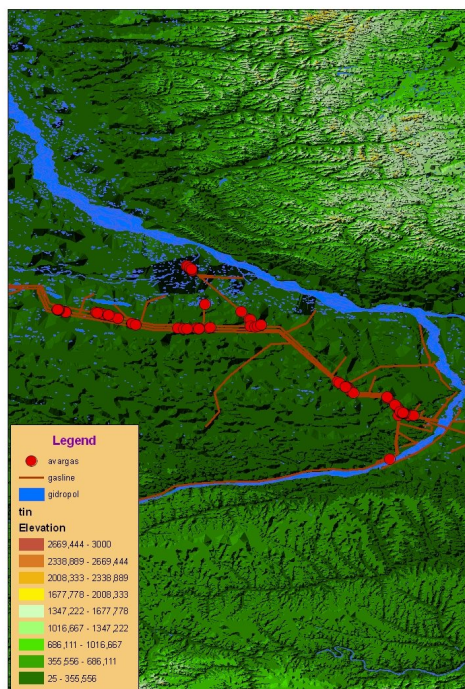 Legend
avargas
gasline
gidropol
tin
Elevation
2669,444 - 3000
2338,889 - 2669,444
2008,333 - 2338,889
1677,778 - 2008,333
1347,222 - 1677,778
1016,667 - 1347,222
686,111 - 1016,667
355,556 - 686,111
25 - 355,556